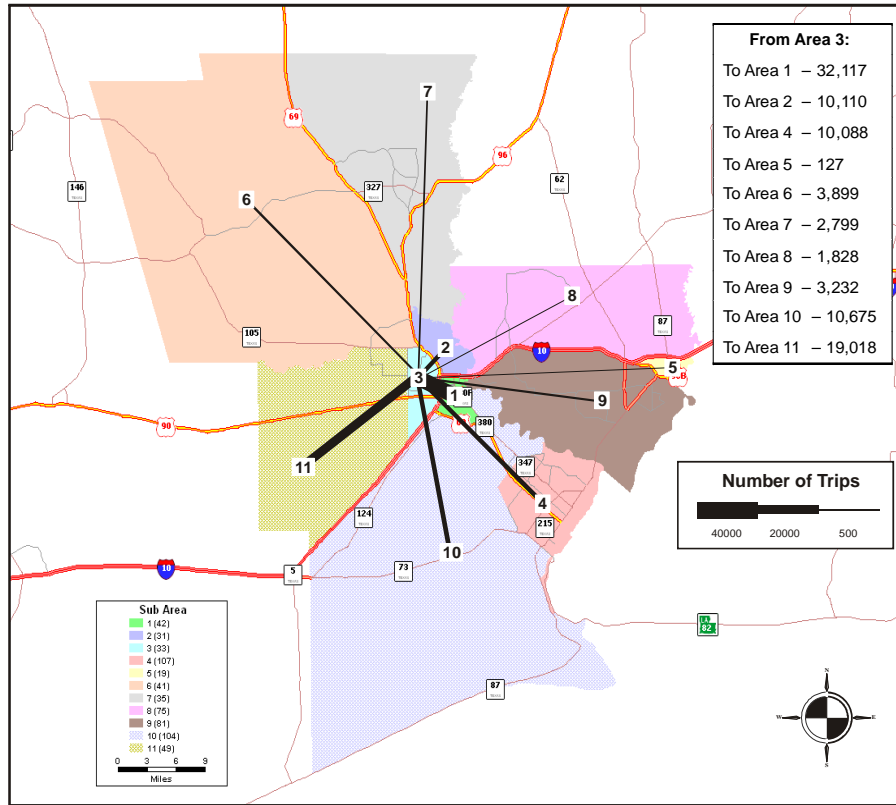 From Area 3:
To Area 1 – 32,117
To Area 2 – 10,110
To Area 4 – 10,088
To Area 5 – 127
To Area 6 – 3,899
To Area 7 – 2,799
To Area 8 – 1,828
To Area 9 – 3,232
To Area 10 – 10,675
To Area 11 – 19,018
7
69
96
62
146
327
6
8
105
87
2
10
3
5
1
9
90
380
11
347
4
124
215
10
10
5
73
87
LA
82
Number of Trips
40000 20000 500
Sub Area
1 (42)
2 (31)
3 (33)
4 (107)
5 (19)
6 (41)
7 (35)
8 (75)
9 (81)
10 (104)
11 (49)
0 3 6 9
Miles
N
W E
S